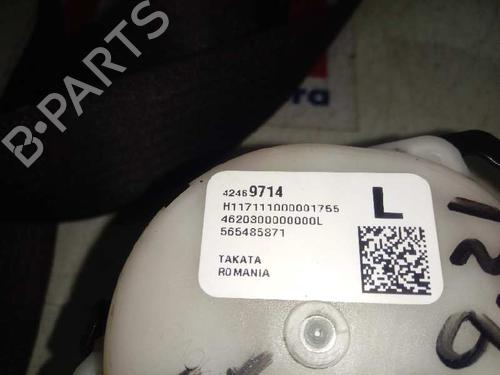 B-PARTS
42469714
L
H117111000001755
4620300000000L
565485871
TAKATA
ROMANIA